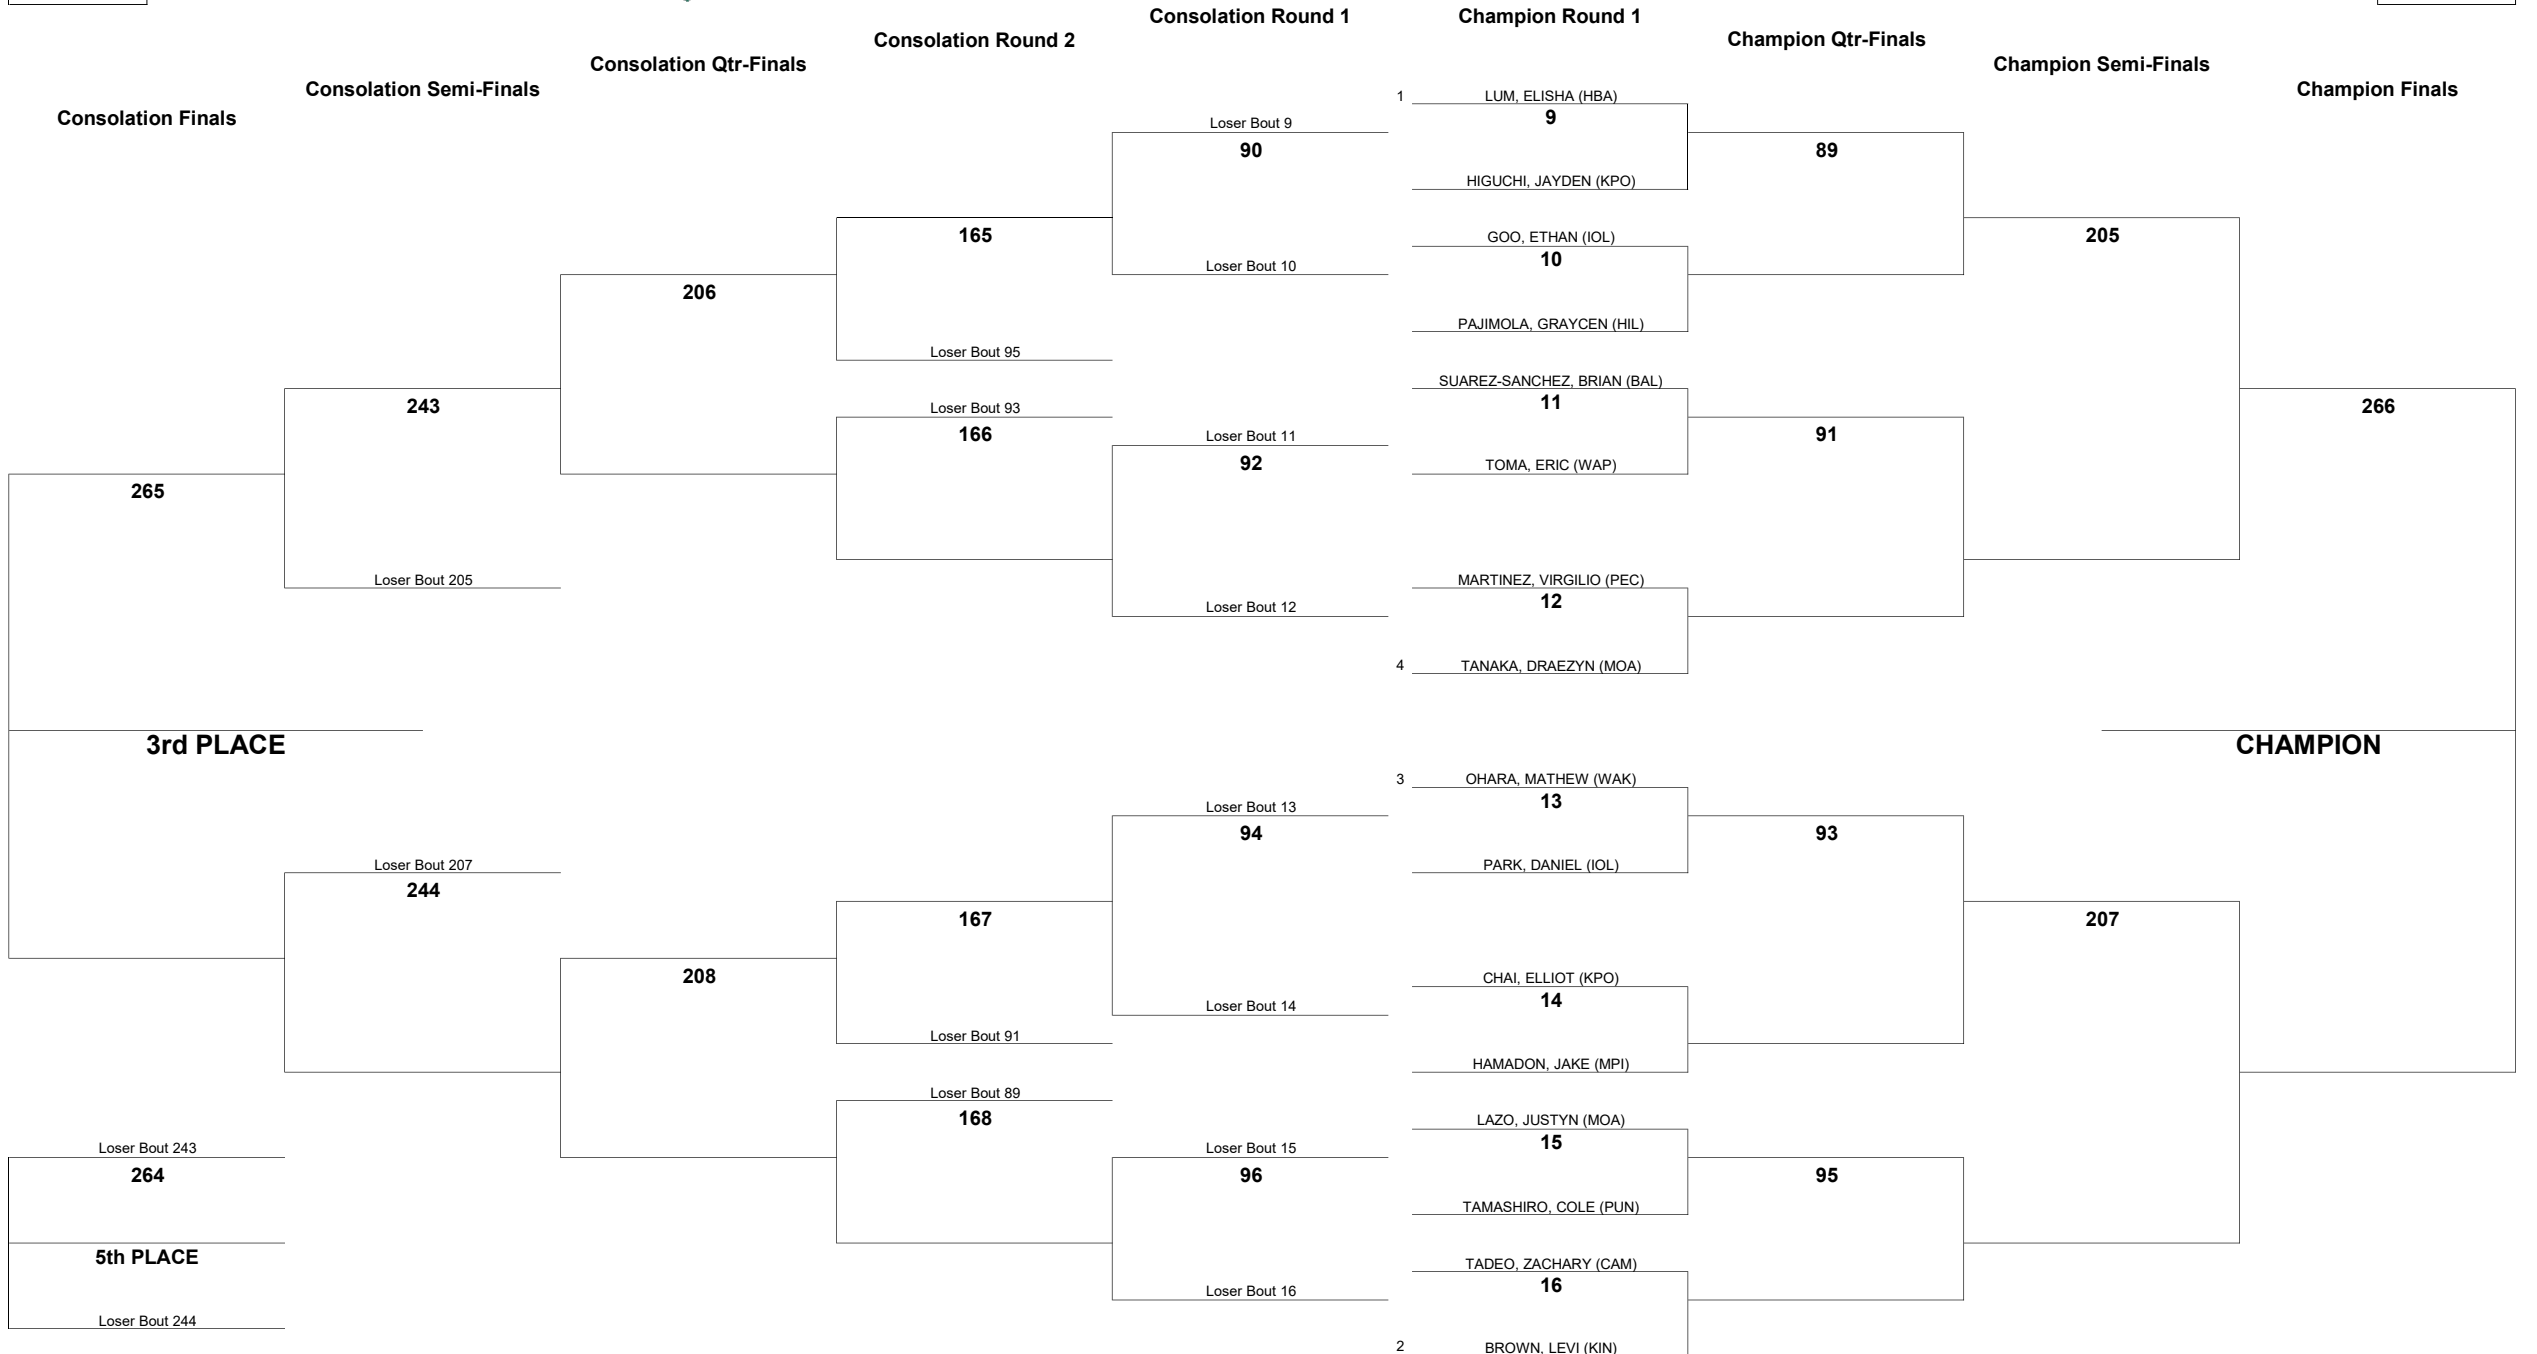 Consolation Round 1
Champion Round 1
Consolation Round 2
Champion Qtr-Finals
Consolation Qtr-Finals
Champion Semi-Finals
Consolation Semi-Finals
Champion Finals
Consolation Finals
1 LUM, ELISHA (HBA)
9
Loser Bout 9
90
89
HIGUCHI, JAYDEN (KPO)
165
GOO, ETHAN (IOL)
205
10
Loser Bout 10
206
PAJIMOLA, GRAYCEN (HIL)
Loser Bout 95
SUAREZ-SANCHEZ, BRIAN (BAL)
243
Loser Bout 93
11
266
166
Loser Bout 11
91
92
TOMA, ERIC (WAP)
265
Loser Bout 205
MARTINEZ, VIRGILIO (PEC)
12
Loser Bout 12
4 TANAKA, DRAEZYN (MOA)
3rd PLACE
CHAMPION
3 OHARA, MATHEW (WAK)
13
Loser Bout 13
94
93
Loser Bout 207
PARK, DANIEL (IOL)
244
167
207
208
CHAI, ELLIOT (KPO)
14
Loser Bout 14
Loser Bout 91
HAMADON, JAKE (MPI)
Loser Bout 89
168
LAZO, JUSTYN (MOA)
15
Loser Bout 243
Loser Bout 15
264
96
95
TAMASHIRO, COLE (PUN)
5th PLACE
TADEO, ZACHARY (CAM)
16
Loser Bout 16
Loser Bout 244
2 BROWN, LEVI (KIN)